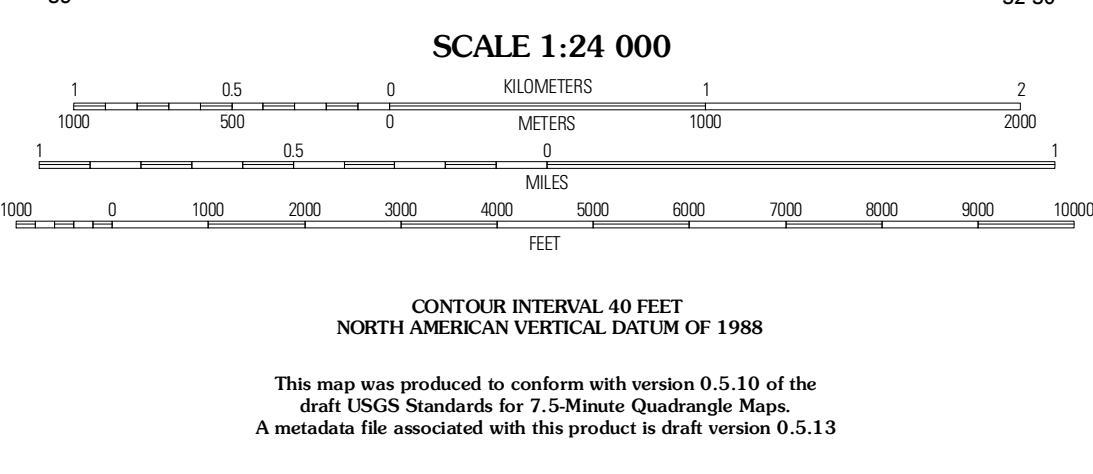 SCALE 1:24 000
1 0.5 0 KILOMETERS 1 2
1000 500 0 METERS 1000 2000
1 0.5 0 1
MILES
1000 0 1000 2000 3000 4000 5000 6000 7000 8000 9000 10000
FEET
CONTOUR INTERVAL 40 FEET
NORTH AMERICAN VERTICAL DATUM OF 1988
This map was produced to conform with version 0.5.10 of the
draft USGS Standards for 7.5-Minute Quadrangle Maps.
A metadata file associated with this product is draft version 0.5.13